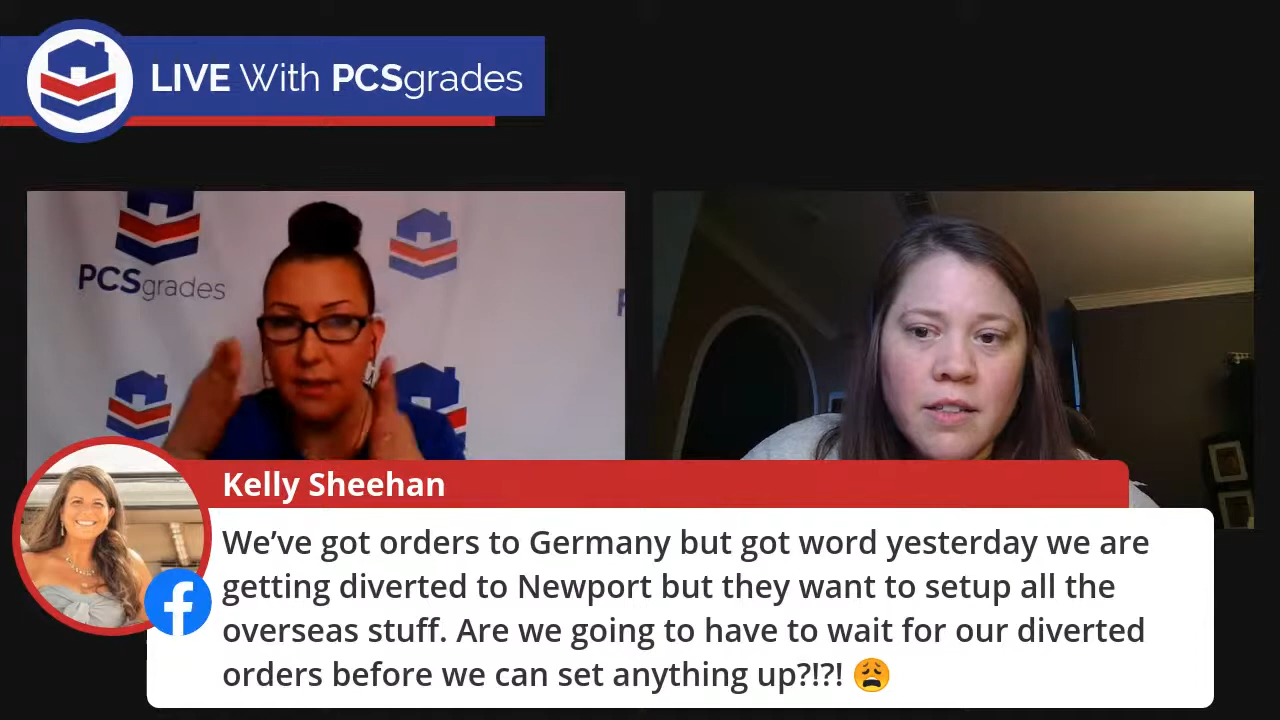 LIVE With PCSgrades
PCSgrades
Kelly Sheehan
We’ve got orders to Germany but got word yesterday we are
getting diverted to Newport but they want to setup all the
overseas stuff. Are we going to have to wait for our diverted
orders before we can set anything up?!?! 😩